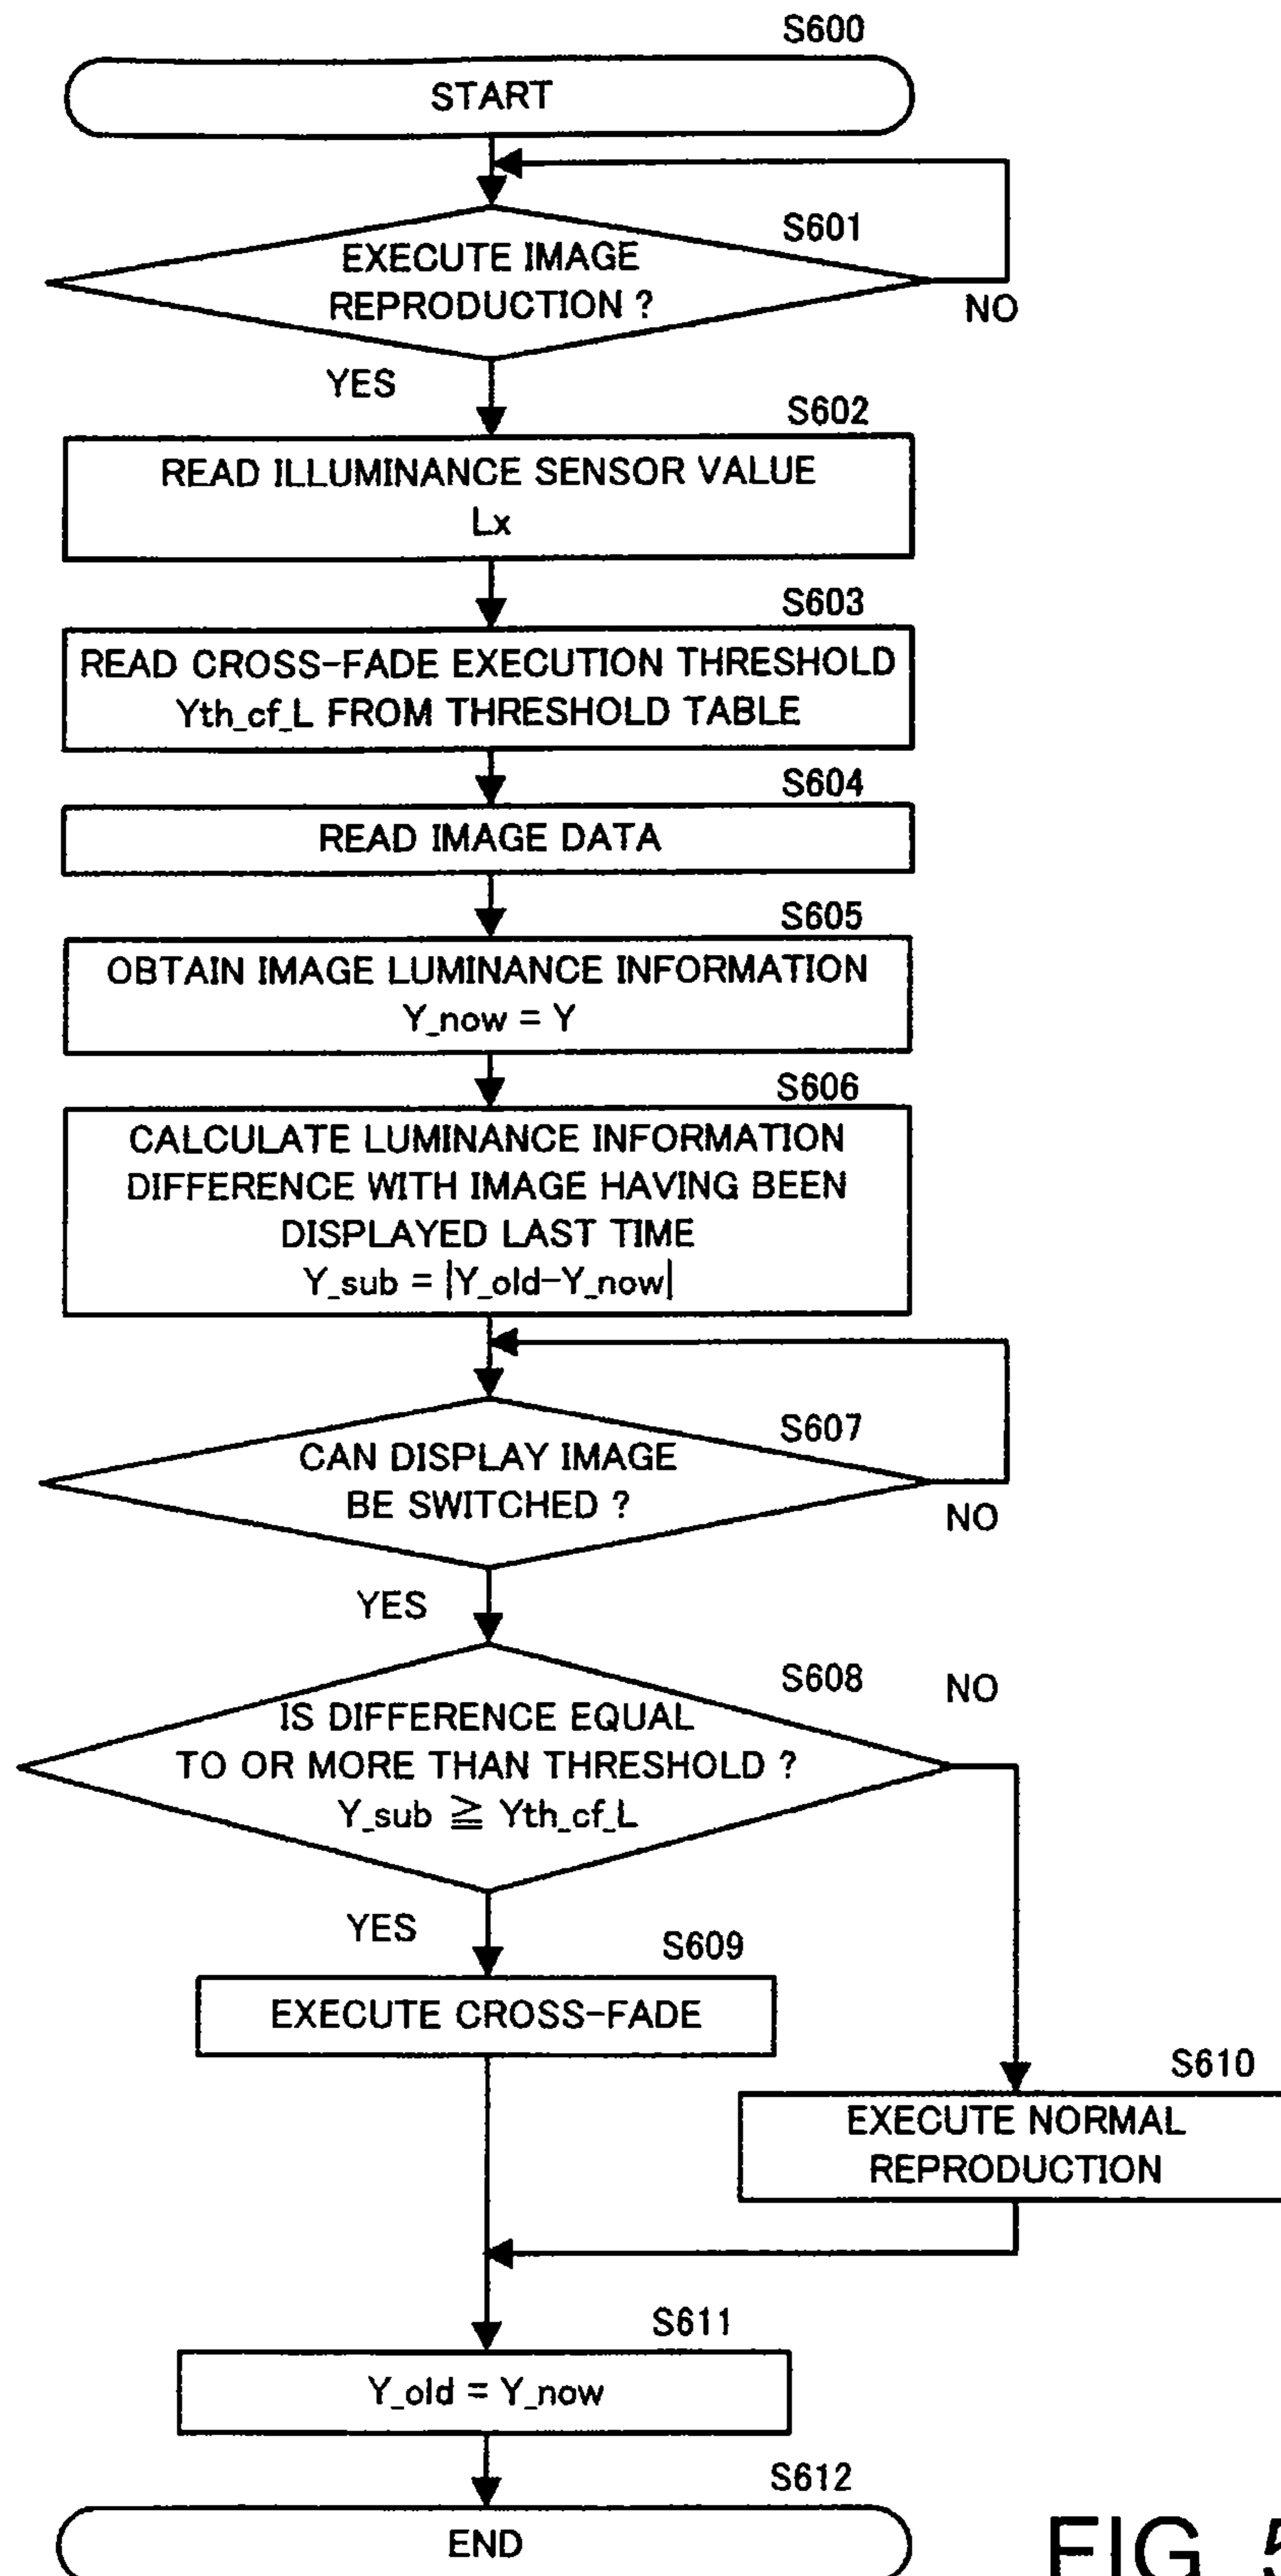 S600
START
S601
EXECUTE IMAGE
REPRODUCTION ?
NO
YES
S602
READ ILLUMINANCE SENSOR VALUE
Lx
S603
READ CROSS-FADE EXECUTION THRESHOLD
Yth_cf_L FROM THRESHOLD TABLE
S604
READ IMAGE DATA
S605
OBTAIN IMAGE LUMINANCE INFORMATION
Y_now = Y
S606
CALCULATE LUMINANCE INFORMATION
DIFFERENCE WITH IMAGE HAVING BEEN
DISPLAYED LAST TIME
Y_sub = |Y_old-Y_now|
S607
CAN DISPLAY IMAGE
BE SWITCHED ?
NO
YES
S608
NO
IS DIFFERENCE EQUAL
TO OR MORE THAN THRESHOLD ?
Y_sub ≧ Yth_cf_L
YES
S609
EXECUTE CROSS-FADE
S610
EXECUTE NORMAL
REPRODUCTION
S611
Y_old = Y_now
S612
END
FIG. 5